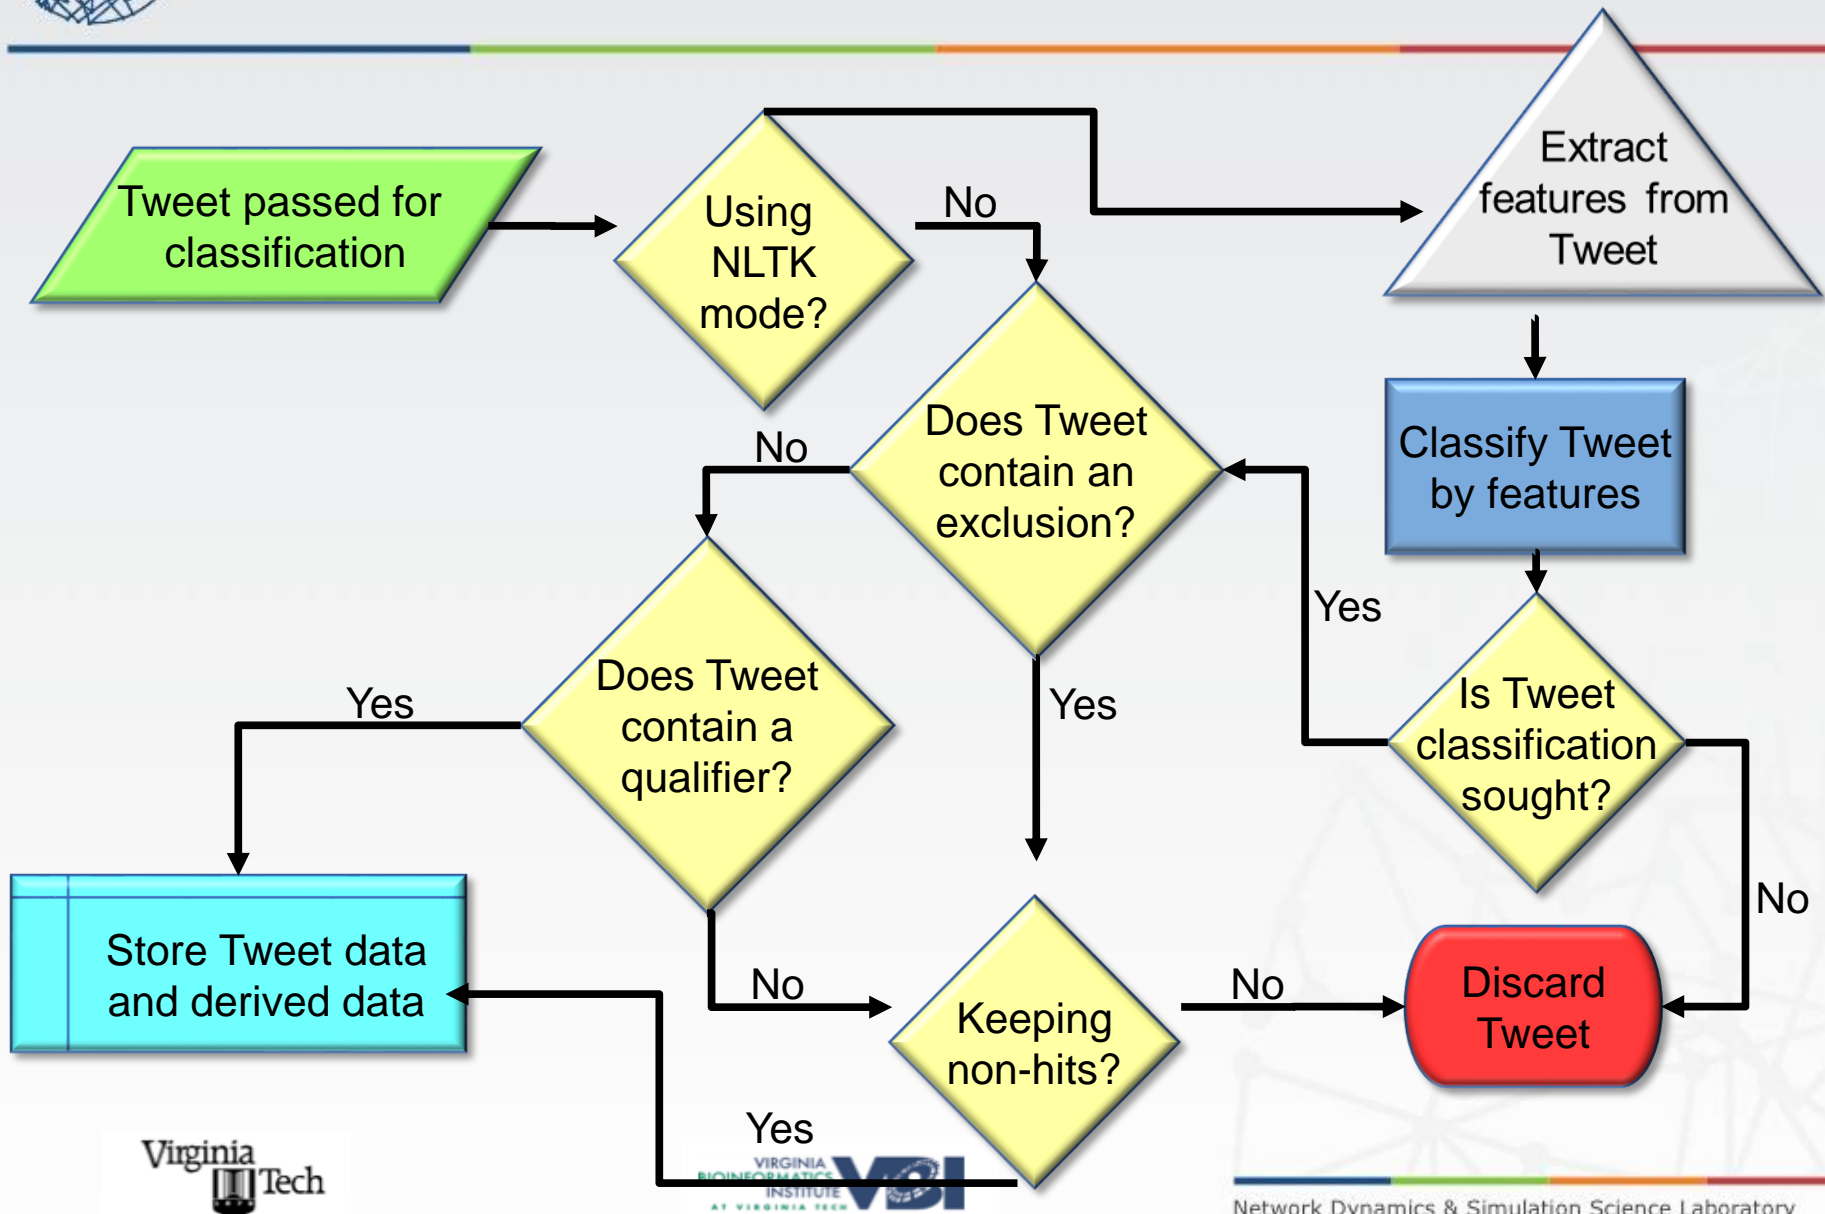 Tweet passed for
classification
Using
NLTK
mode?
No
Extract
features from
Tweet
Does Tweet
contain an
exclusion?
No
Yes
Classify Tweet
by features
Yes
Is Tweet
classification
sought?
No
Does Tweet
contain a
qualifier?
Yes
No
Store Tweet data
and derived data
Keeping
non-hits?
No
Yes
Discard
Tweet
Virginia
Tech
VIRGINIA
BIOINFORMATICS
INSTITUTE
AT VIRGINIA TECH
VBI
Network Dynamics & Simulation Science Laboratory